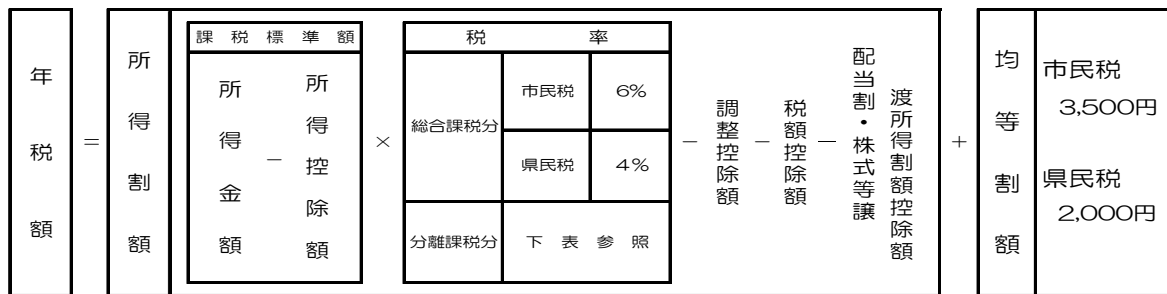 年税額
＝
所得割額
課税標準額
所得金額
－
所得控除額
×
税率
総合課税分
市民税
6%
県民税
4%
分離課税分
下表参照
－
調整控除額
－
税額控除額
－
配当割・株式等譲
渡所得割額控除額
＋
均等割額
市民税
3,500円
県民税
2,000円